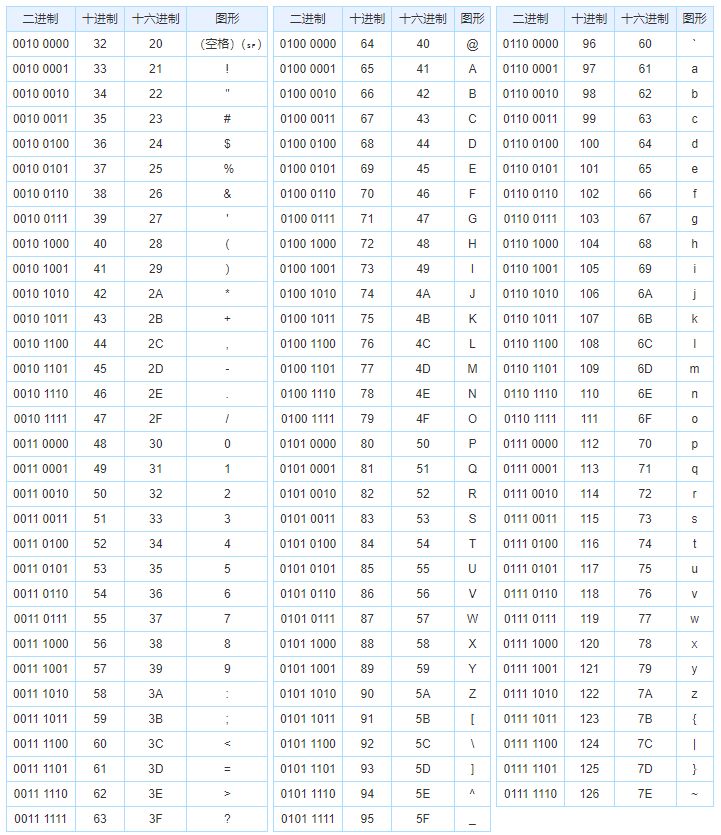 二进制 十进制 十六进制 图形 二进制 十进制 十六进制 图形 二进制 十进制 十六进制 图形
0010 0000 32 20 (空格) (␠) 0100 0000 64 40 @ 0110 0000 96 60 `
0010 0001 33 21 ! 0100 0001 65 41 A 0110 0001 97 61 a
0010 0010 34 22 " 0100 0010 66 42 B 0110 0010 98 62 b
0010 0011 35 23 # 0100 0011 67 43 C 0110 0011 99 63 c
0010 0100 36 24 $ 0100 0100 68 44 D 0110 0100 100 64 d
0010 0101 37 25 % 0100 0101 69 45 E 0110 0101 101 65 e
0010 0110 38 26 & 0100 0110 70 46 F 0110 0110 102 66 f
0010 0111 39 27 ' 0100 0111 71 47 G 0110 0111 103 67 g
0010 1000 40 28 ( 0100 1000 72 48 H 0110 1000 104 68 h
0010 1001 41 29 ) 0100 1001 73 49 I 0110 1001 105 69 i
0010 1010 42 2A * 0100 1010 74 4A J 0110 1010 106 6A j
0010 1011 43 2B + 0100 1011 75 4B K 0110 1011 107 6B k
0010 1100 44 2C , 0100 1100 76 4C L 0110 1100 108 6C l
0010 1101 45 2D - 0100 1101 77 4D M 0110 1101 109 6D m
0010 1110 46 2E . 0100 1110 78 4E N 0110 1110 110 6E n
0010 1111 47 2F / 0100 1111 79 4F O 0110 1111 111 6F o
0011 0000 48 30 0 0101 0000 80 50 P 0111 0000 112 70 p
0011 0001 49 31 1 0101 0001 81 51 Q 0111 0001 113 71 q
0011 0010 50 32 2 0101 0010 82 52 R 0111 0010 114 72 r
0011 0011 51 33 3 0101 0011 83 53 S 0111 0011 115 73 s
0011 0100 52 34 4 0101 0100 84 54 T 0111 0100 116 74 t
0011 0101 53 35 5 0101 0101 85 55 U 0111 0101 117 75 u
0011 0110 54 36 6 0101 0110 86 56 V 0111 0110 118 76 v
0011 0111 55 37 7 0101 0111 87 57 W 0111 0111 119 77 w
0011 1000 56 38 8 0101 1000 88 58 X 0111 1000 120 78 x
0011 1001 57 39 9 0101 1001 89 59 Y 0111 1001 121 79 y
0011 1010 58 3A : 0101 1010 90 5A Z 0111 1010 122 7A z
0011 1011 59 3B ; 0101 1011 91 5B [ 0111 1011 123 7B {
0011 1100 60 3C < 0101 1100 92 5C \ 0111 1100 124 7C |
0011 1101 61 3D = 0101 1101 93 5D ] 0111 1101 125 7D }
0011 1110 62 3E > 0101 1110 94 5E ^ 0111 1110 126 7E ~
0011 1111 63 3F ? 0101 1111 95 5F _